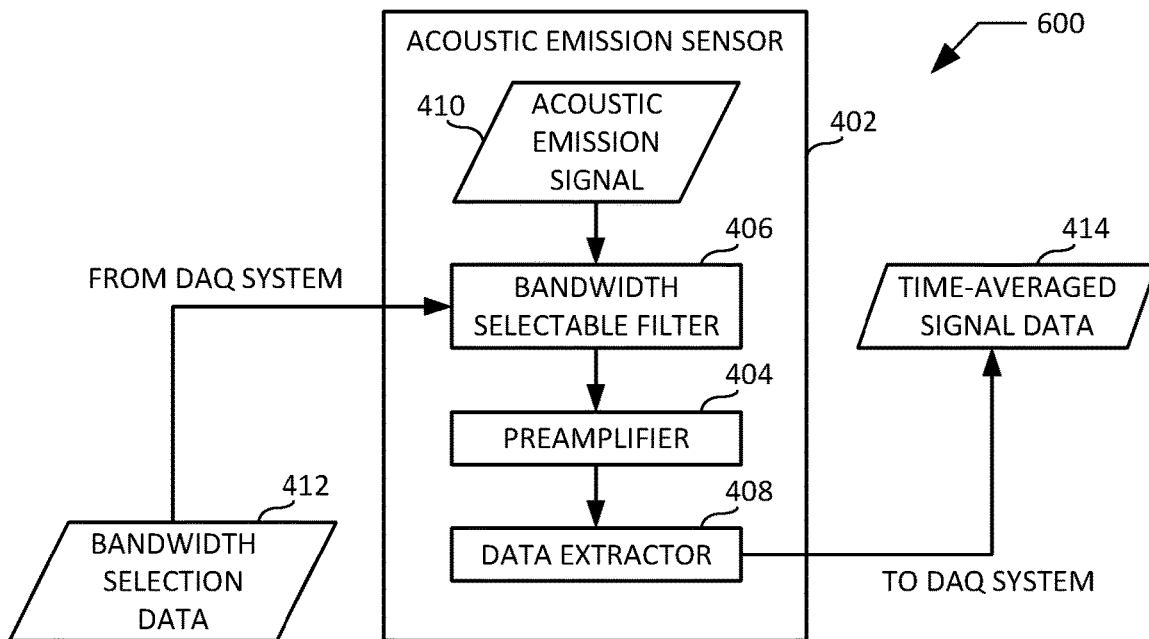 ACOUSTIC EMISSION SENSOR
600
410
ACOUSTIC
EMISSION
SIGNAL
402
406
414
FROM DAQ SYSTEM
BANDWIDTH
SELECTABLE FILTER
TIME-AVERAGED
SIGNAL DATA
404
PREAMPLIFIER
412
408
BANDWIDTH
SELECTION
DATA
DATA EXTRACTOR
TO DAQ SYSTEM